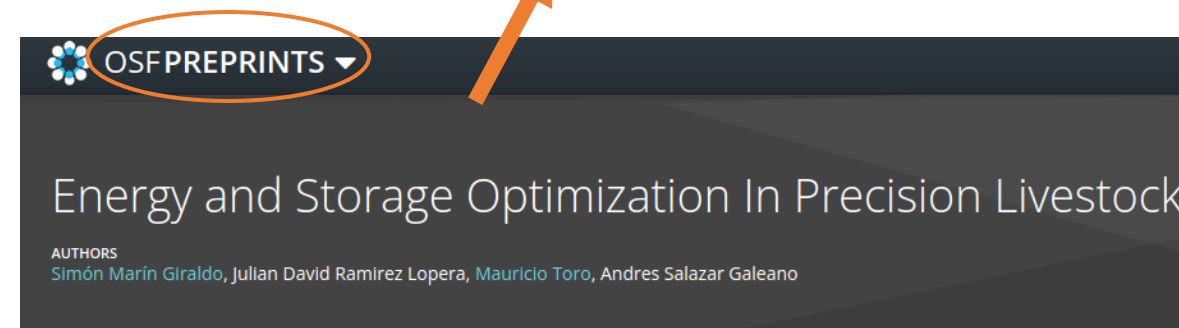 OSFPREPRINTS
Energy and Storage Optimization In Precision Livestock
AUTHORS
Simón Marín Giraldo, Julian David Ramirez Lopera, Mauricio Toro, Andres Salazar Galeano